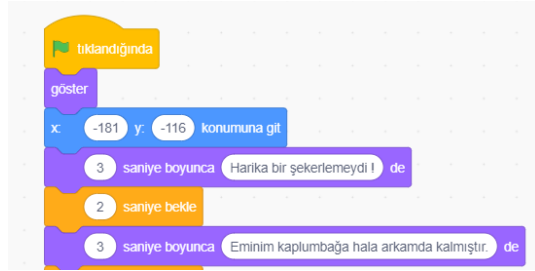 tıklandığında
göster
x: -181 y: -116 konumuna git
3 saniye boyunca Harika bir şekerlemeydi ! de
2 saniye bekle
3 saniye boyunca Eminim kaplumbağa hala arkamda kalmıştır. de